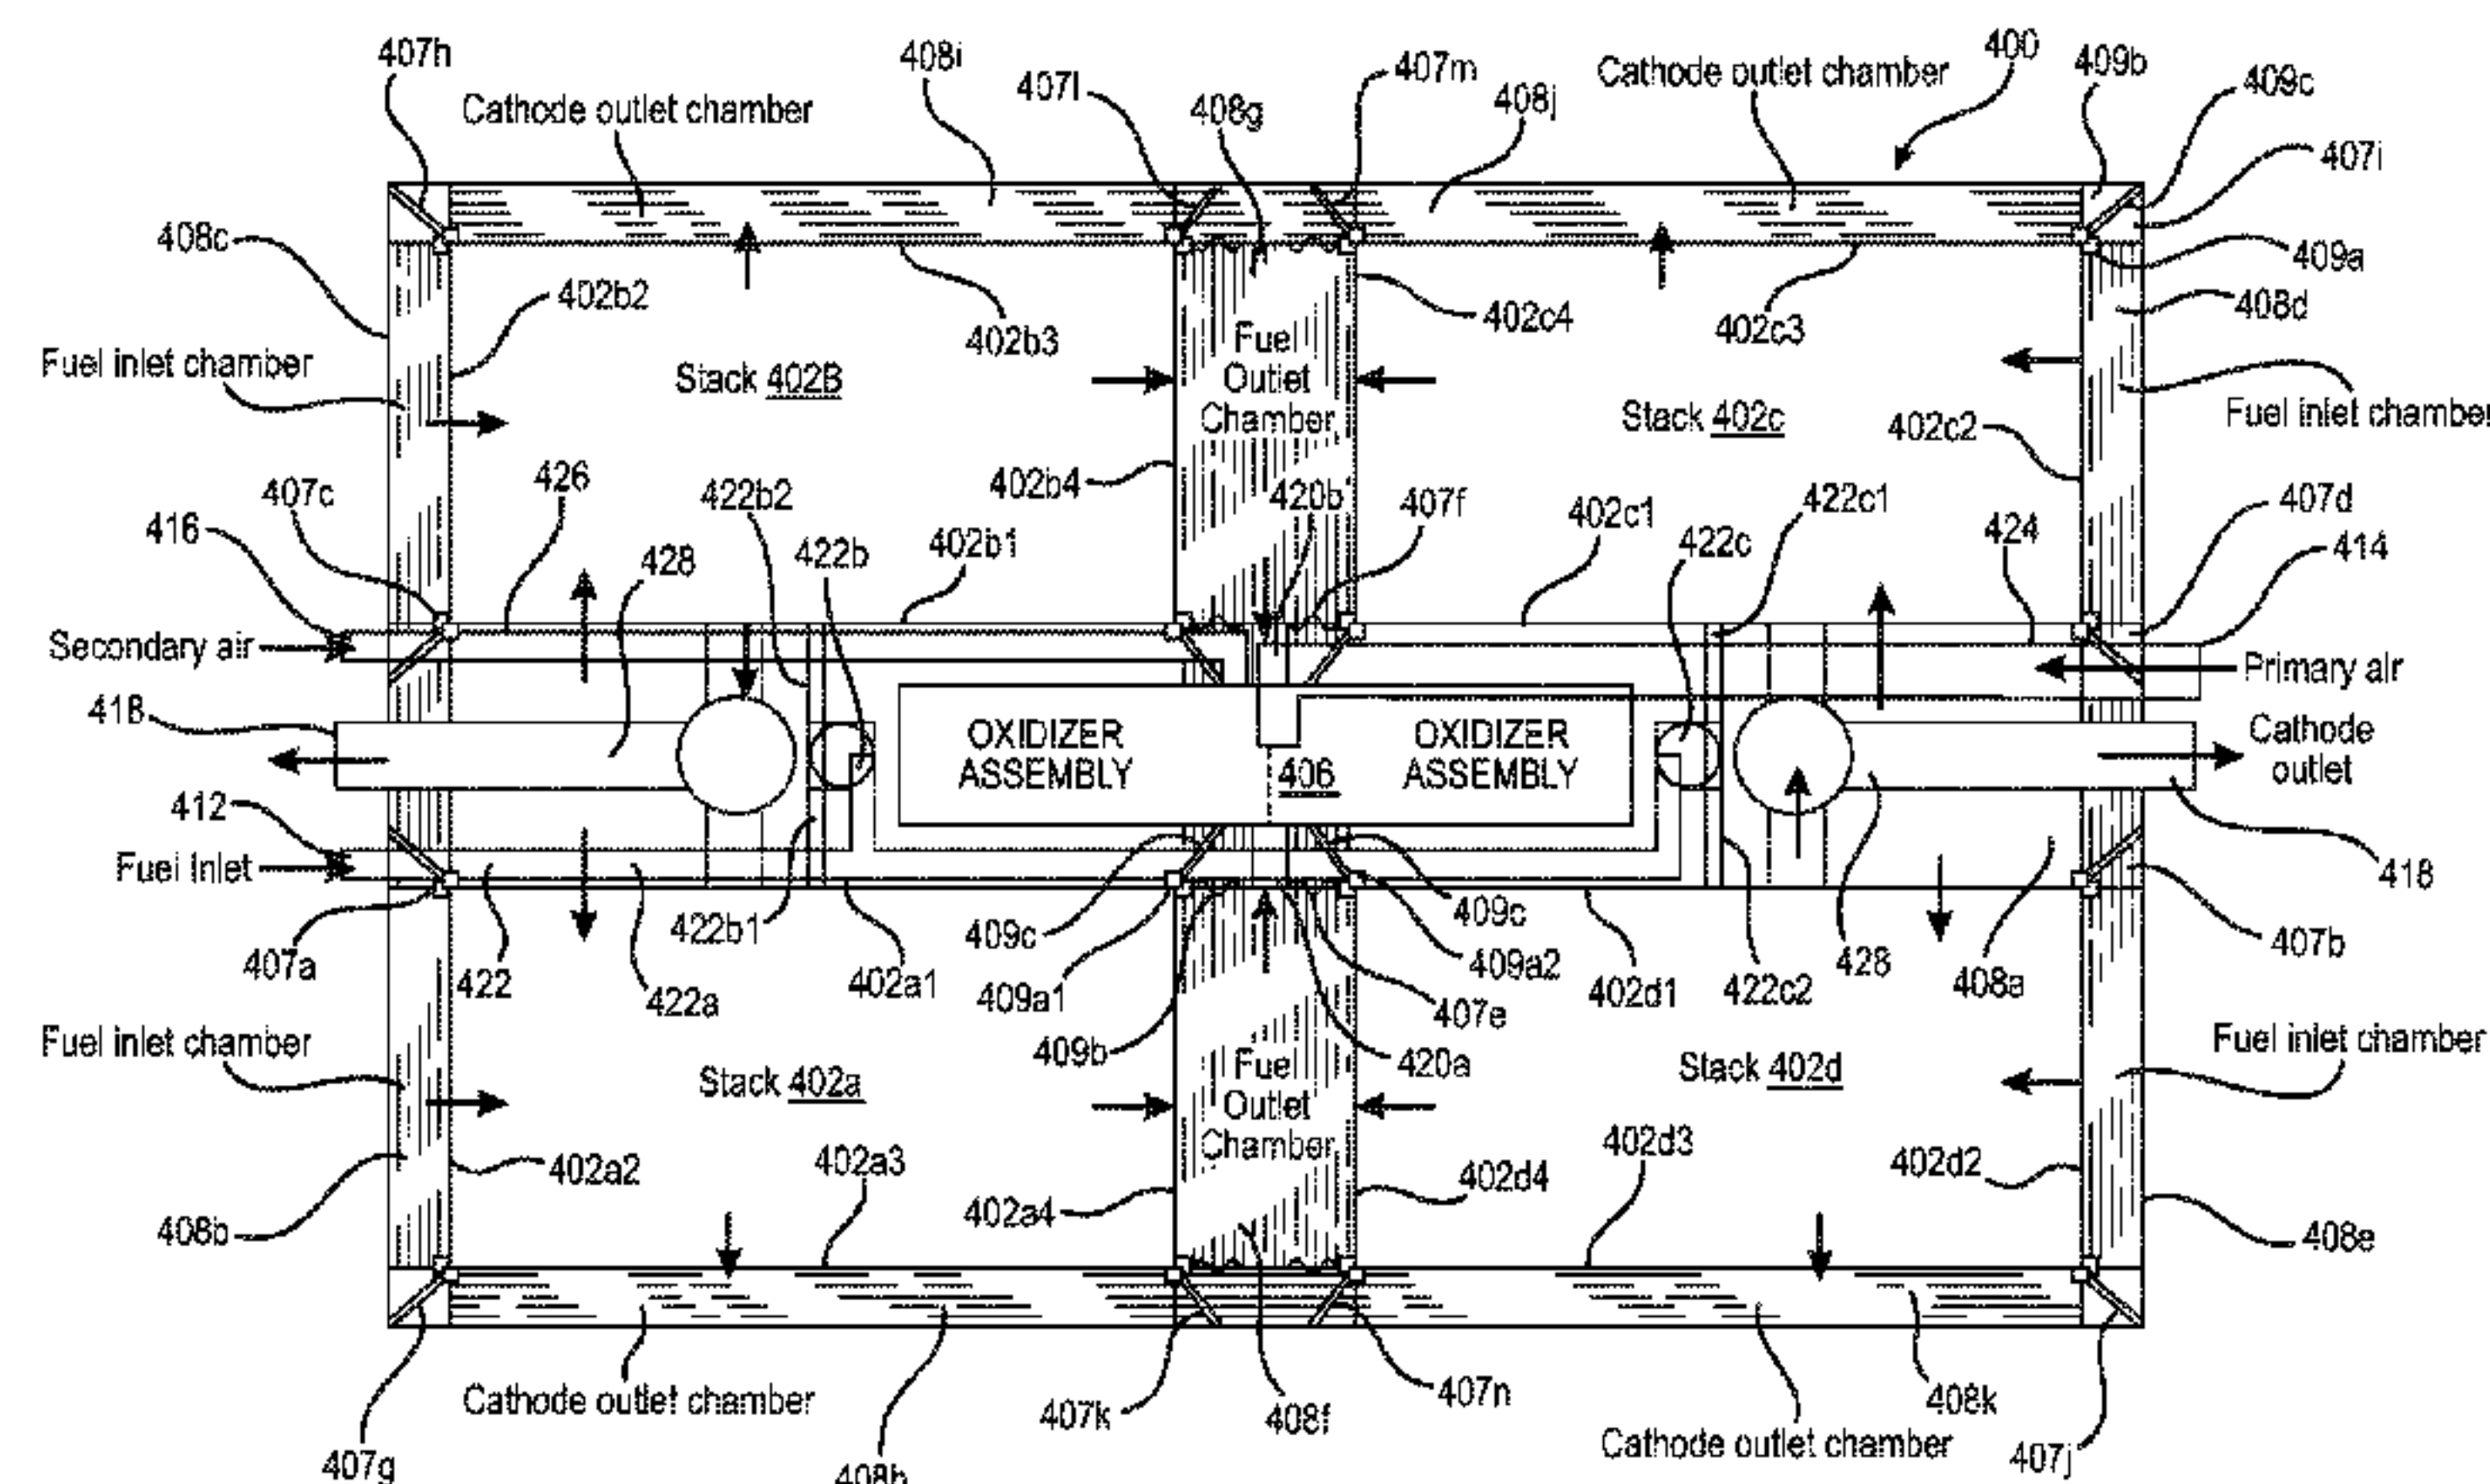 407h
408i
407l
407m
Cathode outlet chamber
400
409b
409c
Cathode outlet chamber
408g
408j
407i
408c
402b2
409a
408d
402b3
402c4
402c3
Fuel inlet chamber
Stack 402B
Fuel
Outlet
Chamber
Stack 402c
402c2
Fuel inlet chamber
407c
426
422b2
402b4
420b
407f
402c1
422c1
407d
416
428
422b
402b1
422c
424
414
Secondary air
Primary air
418
OXIDIZER
ASSEMBLY
406
OXIDIZER
ASSEMBLY
Cathode
outlet
412
Fuel Inlet
422b1
409c
409c
418
407a
422
422a
402a1
409a1
409a2
402d1
422c2
428
408a
407b
409b
407e
420a
Fuel inlet chamber
Stack 402a
Fuel
Outlet
Chamber
Stack 402d
Fuel inlet chamber
402a2
402a3
402d3
402d2
408b
402a4
402d4
408e
Cathode outlet chamber
407k
408f
407n
408k
Cathode outlet chamber
407g
408h
407j